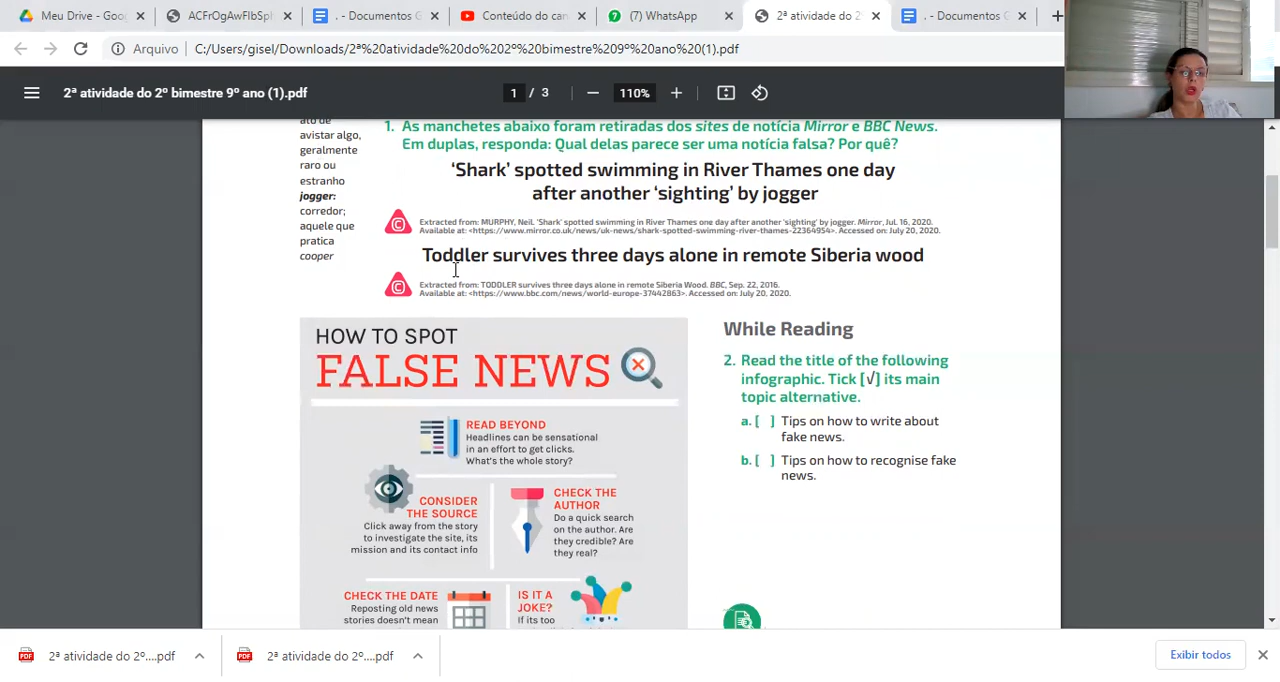 Meu Drive - Goog
ACFrOgAwFIbSpl
. - Documentos G
Conteúdo do can
(7) WhatsApp
2ª atividade do 2
. - Documentos G
Arquivo
C:/Users/gisel/Downloads/2ª%20atividade%20do%202º%20bimestre%209º%20ano%20(1).pdf
2ª atividade do 2º bimestre 9º ano (1).pdf
1 / 3
110%
ato de
avistar algo,
geralmente
raro ou
estranho
jogger:
corredor;
aquele que
pratica
cooper
1. As manchetes abaixo foram retiradas dos sites de notícia Mirror e BBC News.
Em duplas, responda: Qual delas parece ser uma notícia falsa? Por quê?
‘Shark’ spotted swimming in River Thames one day
after another ‘sighting’ by jogger
Extracted from: MURPHY, Neil. ‘Shark’ spotted swimming in River Thames one day after another ‘sighting’ by jogger. Mirror, Jul. 16, 2020.
Available at: <https://www.mirror.co.uk/news/uk-news/shark-spotted-swimming-river-thames-22364954>. Accessed on: July 20, 2020.
Toddler survives three days alone in remote Siberia wood
Extracted from: TODDLER survives three days alone in remote Siberia Wood. BBC, Sep. 22, 2016.
Available at: <https://www.bbc.com/news/world-europe-37442863>. Accessed on: July 20, 2020.
HOW TO SPOT
FALSE NEWS
READ BEYOND
Headlines can be sensational
in an effort to get clicks.
What's the whole story?
CONSIDER
THE SOURCE
Click away from the story
to investigate the site, its
mission and its contact info
CHECK THE
AUTHOR
Do a quick search
on the author. Are
they credible? Are
they real?
CHECK THE DATE
Reposting old news
stories doesn't mean
IS IT A
JOKE?
If its too
While Reading
2. Read the title of the following
infographic. Tick [√] its main
topic alternative.
a. [ ] Tips on how to write about
fake news.
b. [ ] Tips on how to recognise fake
news.
2ª atividade do 2º....pdf
2ª atividade do 2º....pdf
Exibir todos